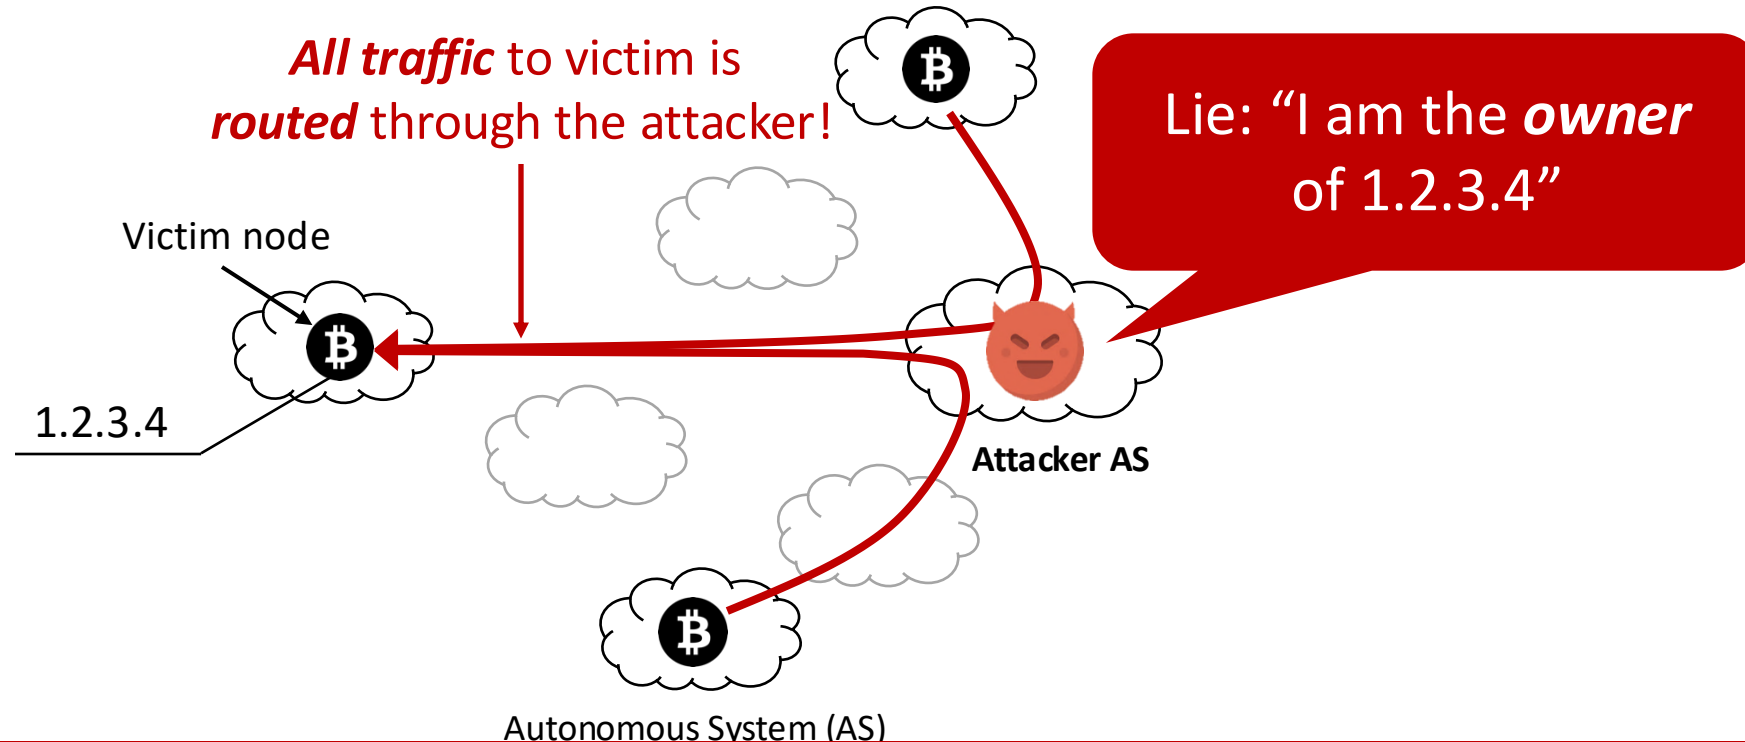 All traffic to victim is
routed through the attacker!
Lie: “I am the owner
of 1.2.3.4”
Victim node
1.2.3.4
Attacker AS
Autonomous System (AS)